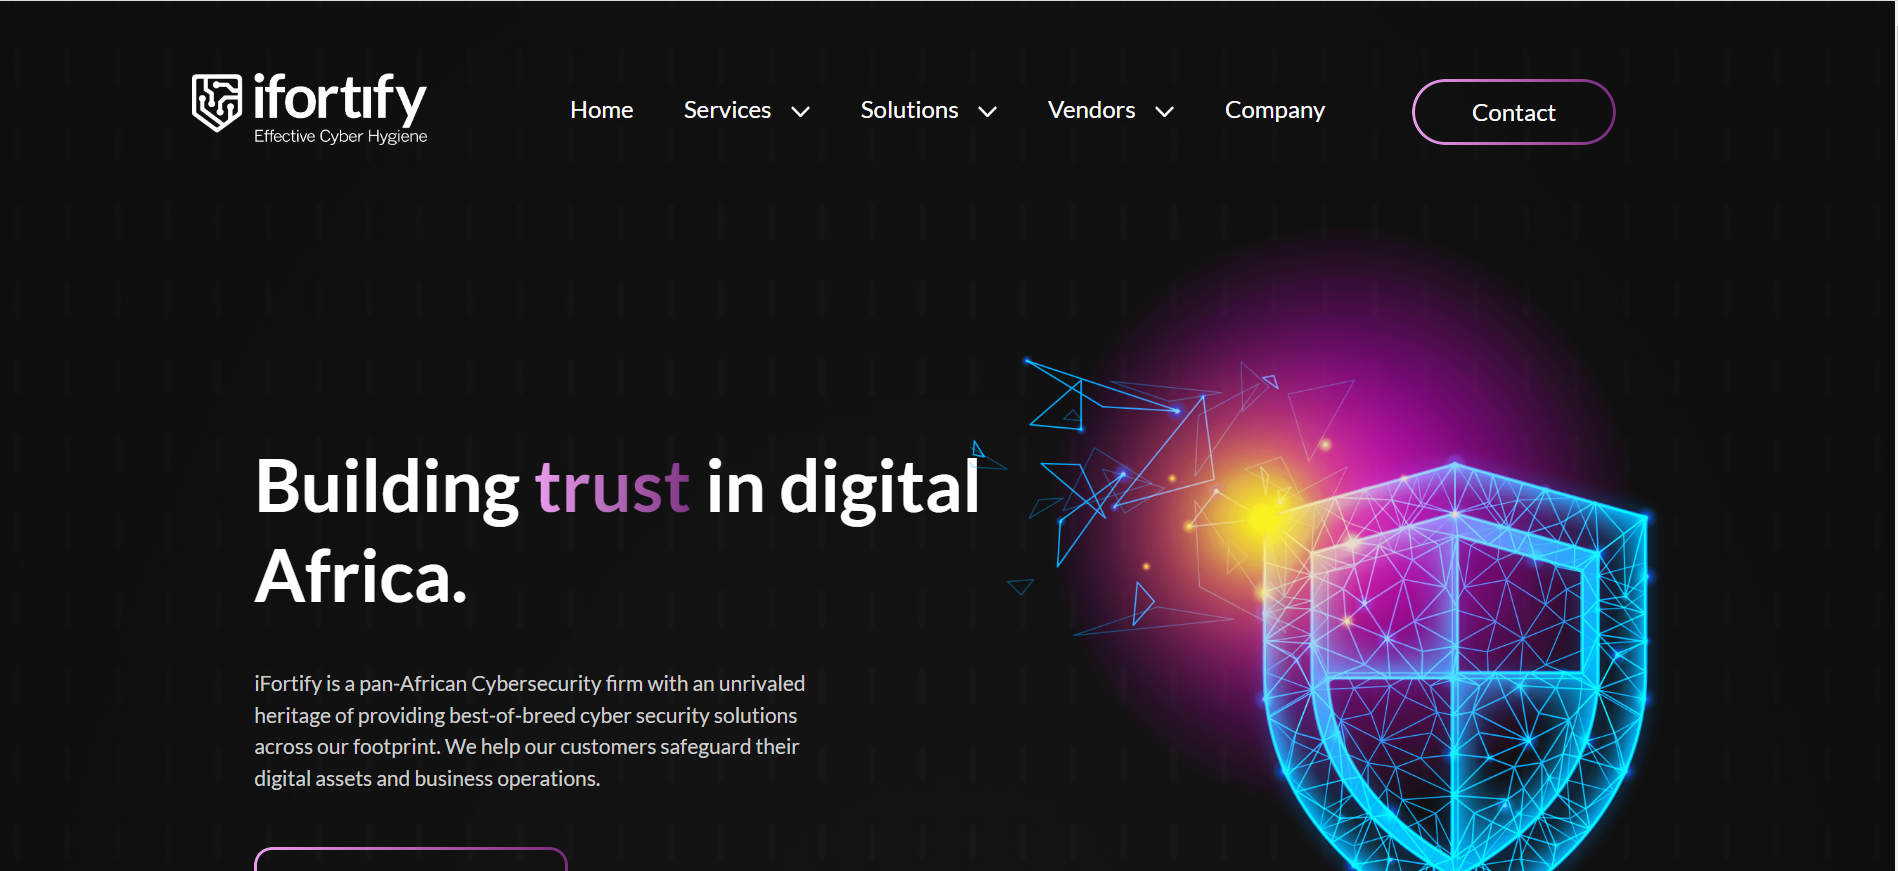 ifortify
Effective Cyber Hygiene
Home
Services
Solutions
Vendors
Company
Contact
Building trust in digital
Africa.
iFortify is a pan-African Cybersecurity firm with an unrivaled
heritage of providing best-of-breed cyber security solutions
across our footprint. We help our customers safeguard their
digital assets and business operations.